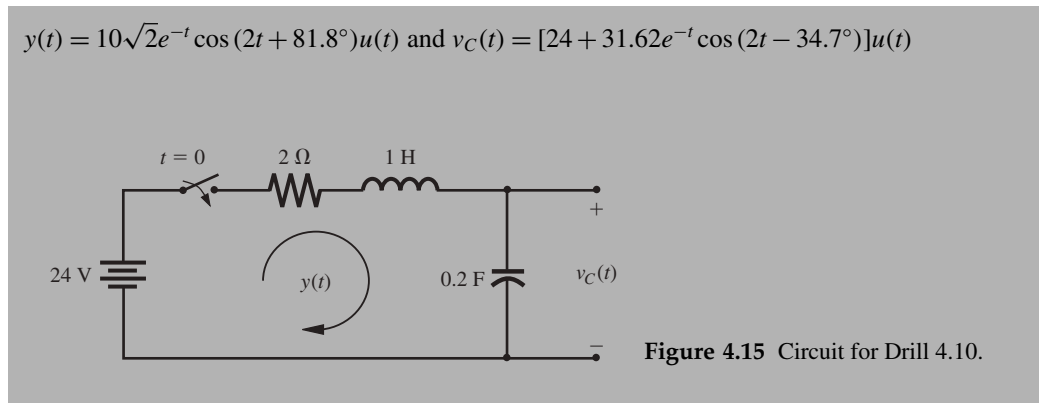 y(t) = 10√2e^{−t} cos (2t + 81.8°)u(t) and v_C(t) = [24 + 31.62e^{−t} cos (2t − 34.7°)]u(t)
t = 0
2 Ω
1 H
+
24 V
y(t)
0.2 F
v_C(t)
−
Figure 4.15 Circuit for Drill 4.10.